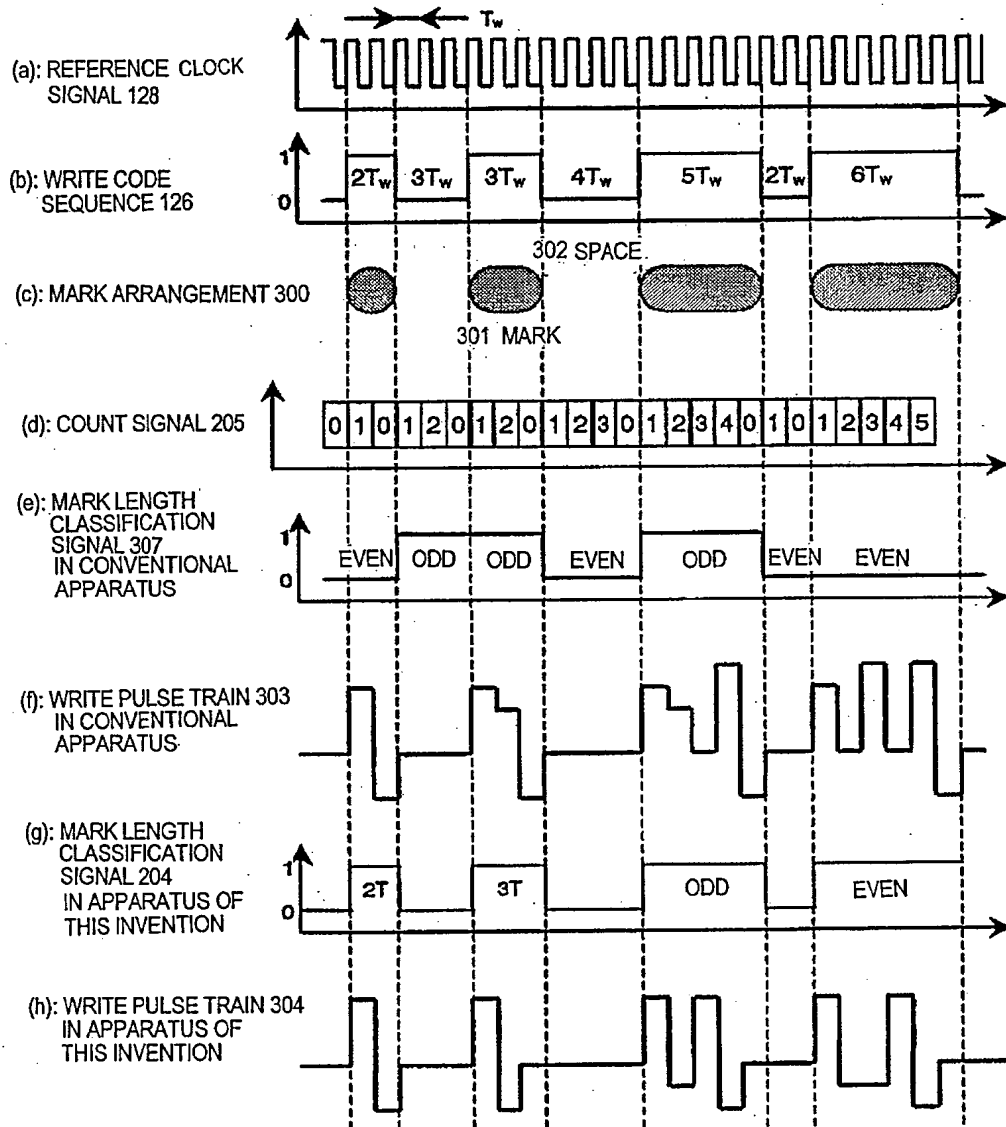 Tw
(a): REFERENCE CLOCK
SIGNAL 128
1
0
(b): WRITE CODE
SEQUENCE 126
2Tw 3Tw 3Tw 4Tw 5Tw 2Tw 6Tw
302 SPACE
(c): MARK ARRANGEMENT 300
301 MARK
(d): COUNT SIGNAL 205
0 1 0 1 2 0 1 2 0 1 2 3 0 1 2 3 4 0 1 0 1 2 3 4 5
(e): MARK LENGTH
CLASSIFICATION
SIGNAL 307
IN CONVENTIONAL
APPARATUS
1
0
EVEN ODD ODD EVEN ODD EVEN EVEN
(f): WRITE PULSE TRAIN 303
IN CONVENTIONAL
APPARATUS
(g): MARK LENGTH
CLASSIFICATION
SIGNAL 204
IN APPARATUS OF
THIS INVENTION
1
0
2T 3T ODD EVEN
(h): WRITE PULSE TRAIN 304
IN APPARATUS OF
THIS INVENTION